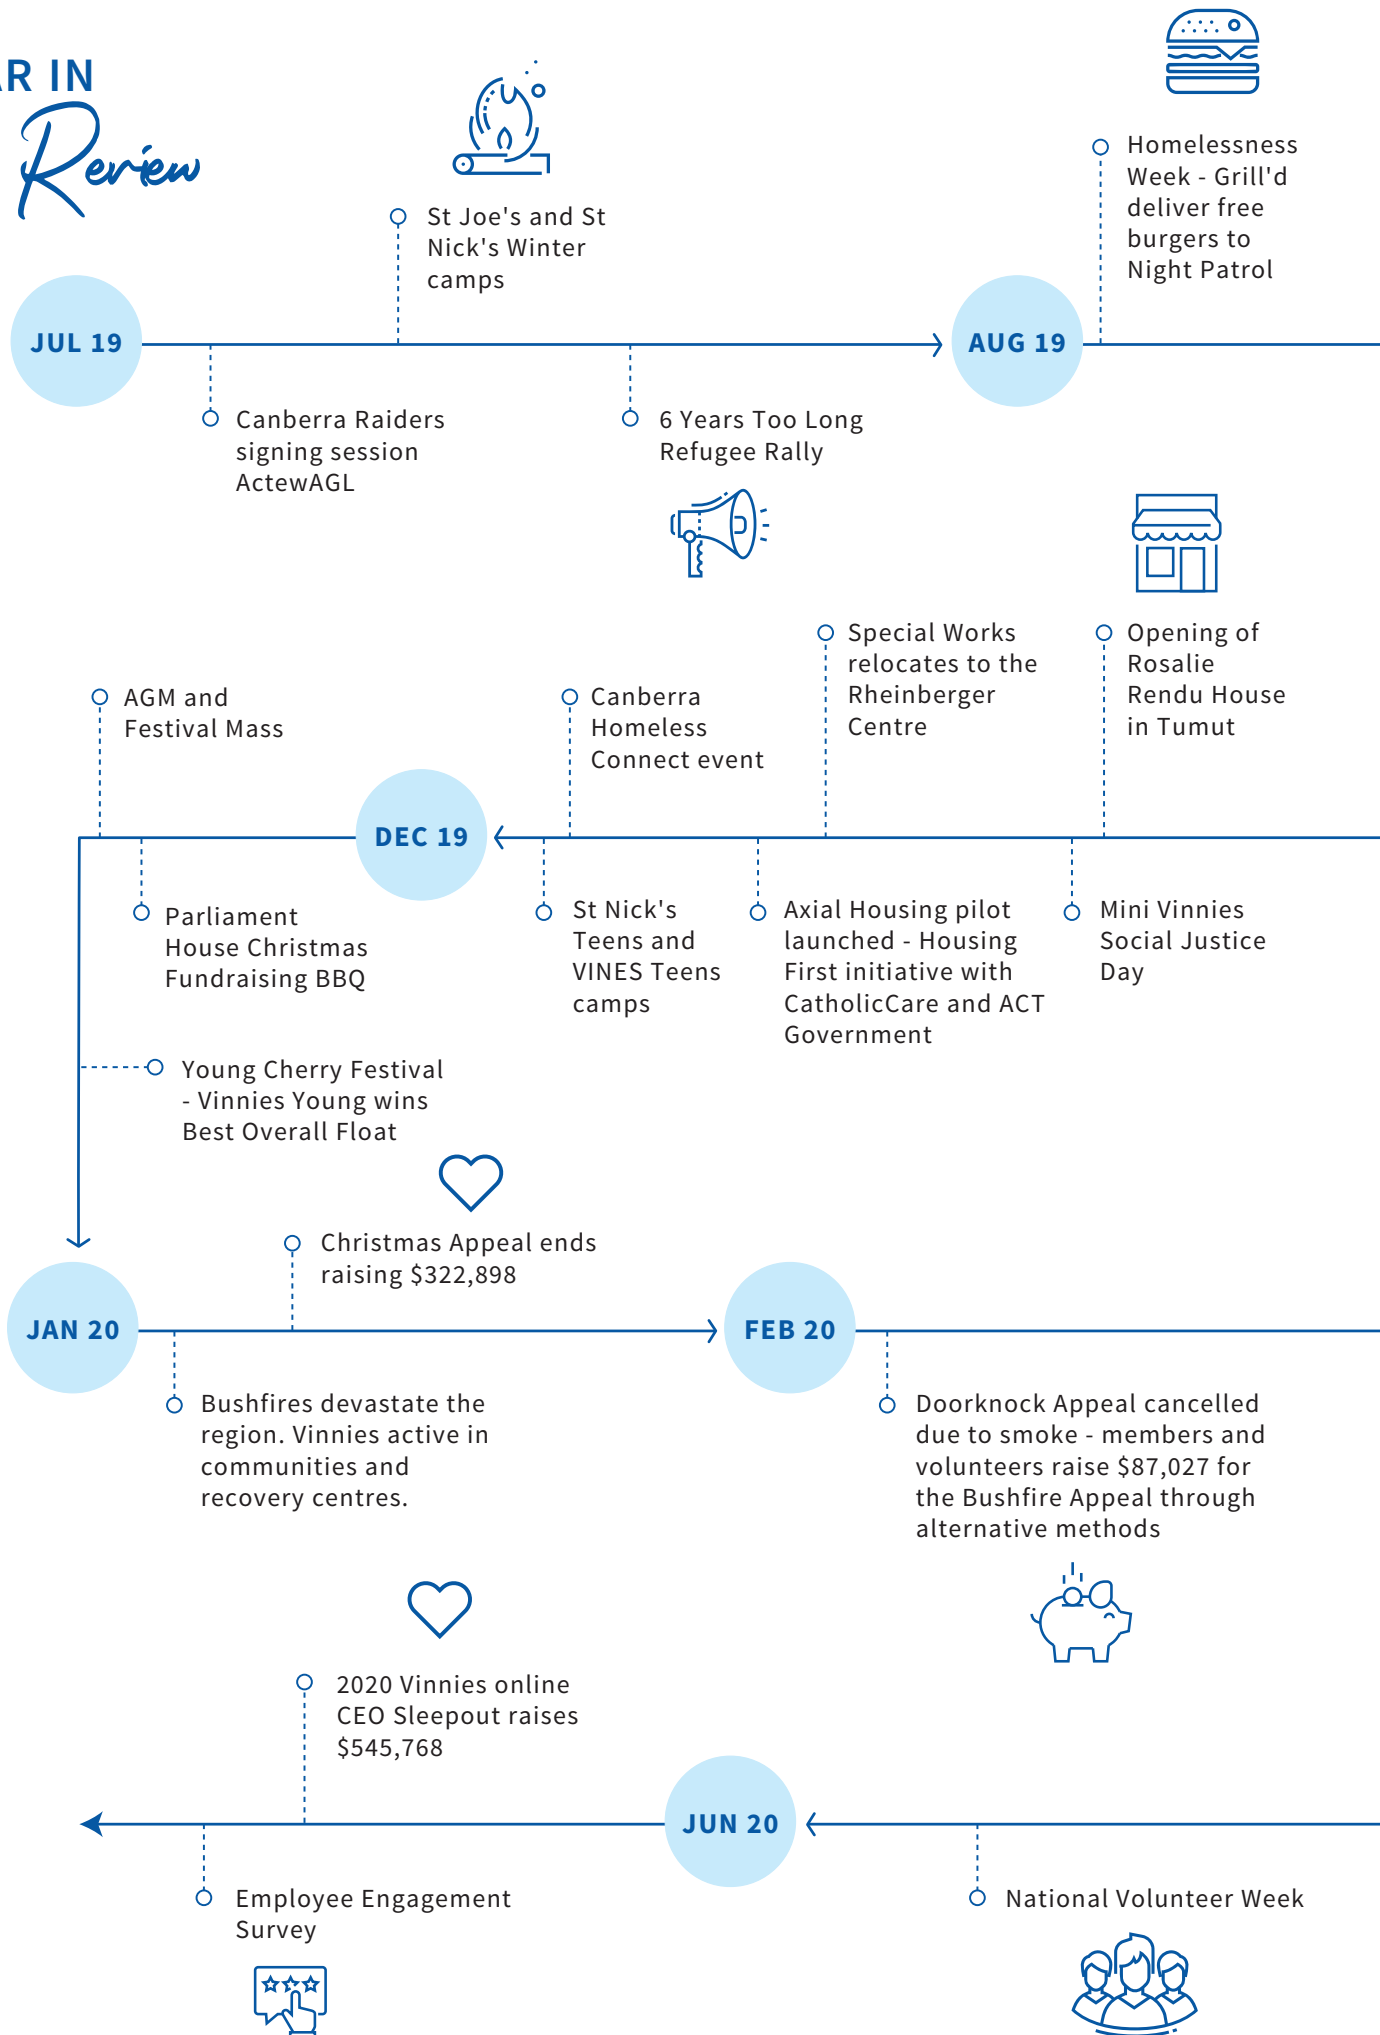 AR IN
Review
JUL 19
Canberra Raiders
signing session
ActewAGL
St Joe's and St
Nick's Winter
camps
6 Years Too Long
Refugee Rally
AUG 19
Homelessness
Week - Grill'd
deliver free
burgers to
Night Patrol
Opening of
Rosalie
Rendu House
in Tumut
Mini Vinnies
Social Justice
Day
Special Works
relocates to the
Rheinberger
Centre
Axial Housing pilot
launched - Housing
First initiative with
CatholicCare and ACT
Government
Canberra
Homeless
Connect event
St Nick's
Teens and
VINES Teens
camps
DEC 19
Parliament
House Christmas
Fundraising BBQ
AGM and
Festival Mass
Young Cherry Festival
- Vinnies Young wins
Best Overall Float
JAN 20
Bushfires devastate the
region. Vinnies active in
communities and
recovery centres.
Christmas Appeal ends
raising $322,898
FEB 20
Doorknock Appeal cancelled
due to smoke - members and
volunteers raise $87,027 for
the Bushfire Appeal through
alternative methods
National Volunteer Week
JUN 20
2020 Vinnies online
CEO Sleepout raises
$545,768
Employee Engagement
Survey